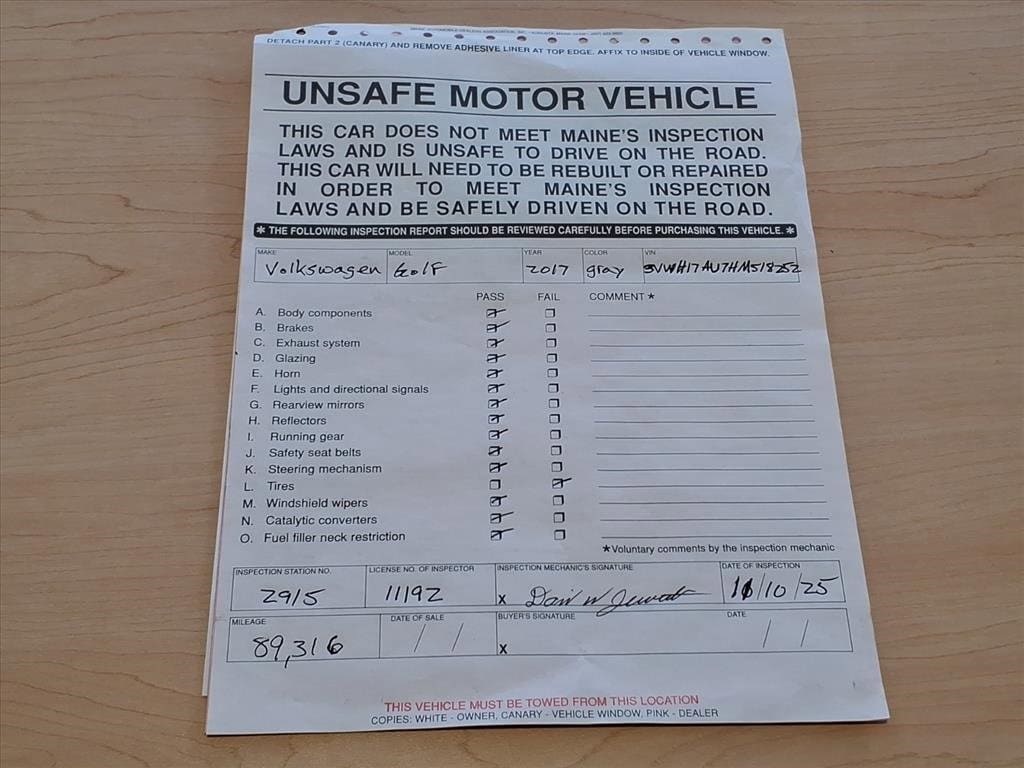 DETACH PART 2 (CANARY) AND REMOVE ADHESIVE LINER AT TOP EDGE. AFFIX TO INSIDE OF VEHICLE WINDOW.
UNSAFE MOTOR VEHICLE
THIS CAR DOES NOT MEET MAINE'S INSPECTION
LAWS AND IS UNSAFE TO DRIVE ON THE ROAD.
THIS CAR WILL NEED TO BE REBUILT OR REPAIRED
IN ORDER TO MEET MAINE'S INSPECTION
LAWS AND BE SAFELY DRIVEN ON THE ROAD.
* THE FOLLOWING INSPECTION REPORT SHOULD BE REVIEWED CAREFULLY BEFORE PURCHASING THIS VEHICLE. *
MAKE MODEL YEAR COLOR VIN
Volkswagen Golf 2017 gray 3VWH17AU7HM518252
PASS FAIL COMMENT *
A. Body components
B. Brakes
C. Exhaust system
D. Glazing
E. Horn
F. Lights and directional signals
G. Rearview mirrors
H. Reflectors
I. Running gear
J. Safety seat belts
K. Steering mechanism
L. Tires
M. Windshield wipers
N. Catalytic converters
O. Fuel filler neck restriction
*Voluntary comments by the inspection mechanic
INSPECTION STATION NO. LICENSE NO. OF INSPECTOR INSPECTION MECHANIC'S SIGNATURE DATE OF INSPECTION
2915 11192 X 11/10/25
MILEAGE DATE OF SALE BUYER'S SIGNATURE DATE
89,316 / / X / /
THIS VEHICLE MUST BE TOWED FROM THIS LOCATION
COPIES: WHITE - OWNER, CANARY - VEHICLE WINDOW, PINK - DEALER